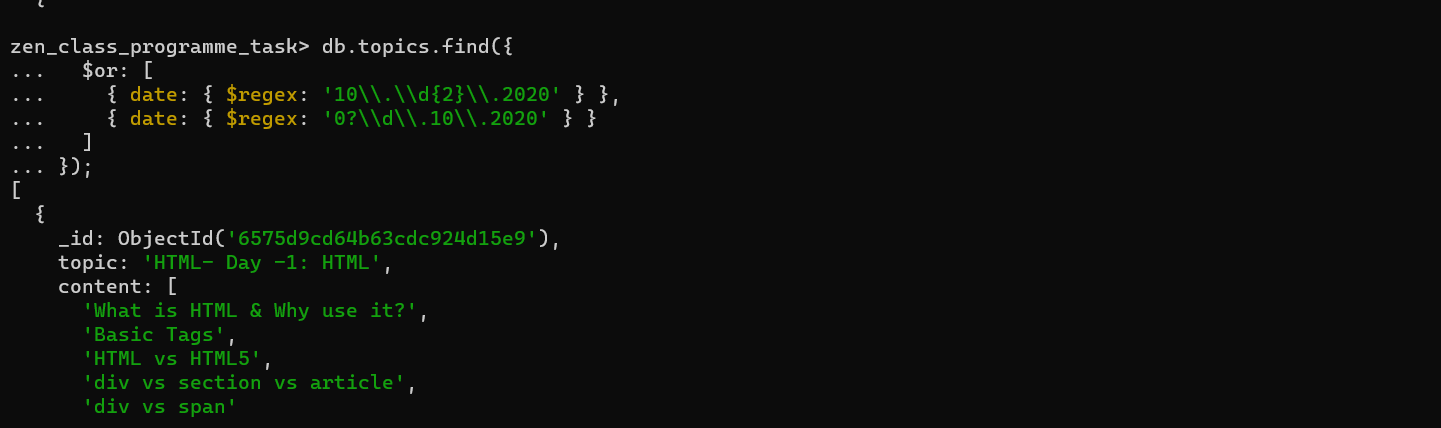 {
zen_class_programme_task> db.topics.find({
...   $or: [
...     { date: { $regex: '10\\.\\d{2}\\.2020' } },
...     { date: { $regex: '0?\\d\\.10\\.2020' } }
...   ]
... });
[
  {
    _id: ObjectId('6575d9cd64b63cdc924d15e9'),
    topic: 'HTML- Day -1: HTML',
    content: [
      'What is HTML & Why use it?',
      'Basic Tags',
      'HTML vs HTML5',
      'div vs section vs article',
      'div vs span'